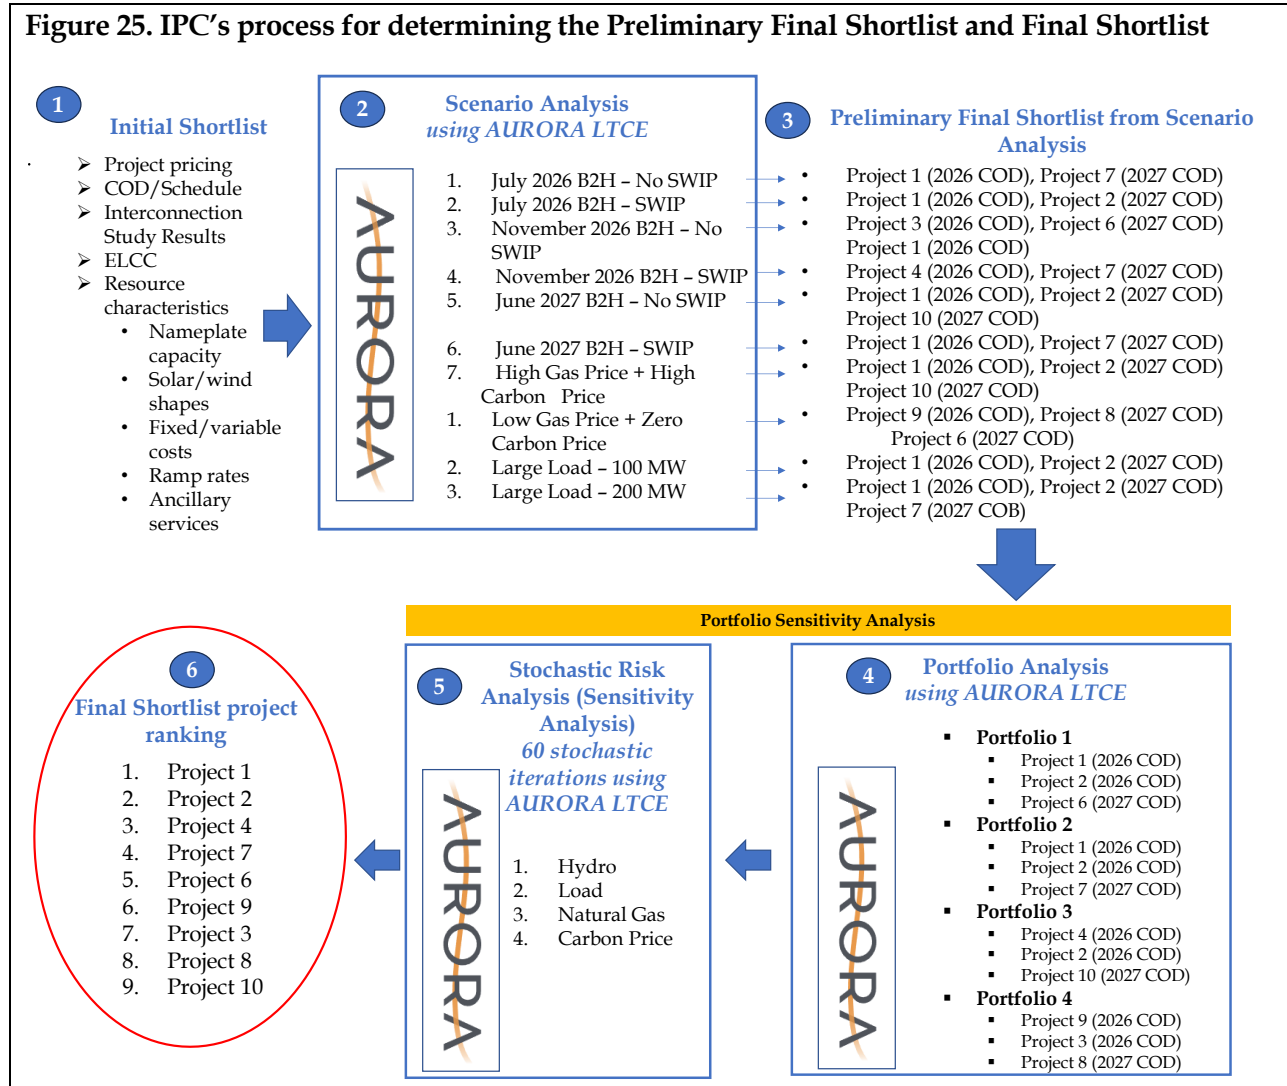 Figure 25. IPC's process for determining the Preliminary Final Shortlist and Final Shortlist
1
Initial Shortlist
➢ Project pricing
➢ COD/Schedule
➢ Interconnection
Study Results
➢ ELCC
➢ Resource
characteristics
• Nameplate
capacity
• Solar/wind
shapes
• Fixed/variable
costs
• Ramp rates
• Ancillary
services
2
Scenario Analysis
using AURORA LTCE
AURORA
1. July 2026 B2H – No SWIP
2. July 2026 B2H – SWIP
3. November 2026 B2H – No
SWIP
4. November 2026 B2H – SWIP
5. June 2027 B2H – No SWIP
6. June 2027 B2H – SWIP
7. High Gas Price + High
Carbon Price
1. Low Gas Price + Zero
Carbon Price
2. Large Load – 100 MW
3. Large Load – 200 MW
3
Preliminary Final Shortlist from Scenario
Analysis
• Project 1 (2026 COD), Project 7 (2027 COD)
• Project 1 (2026 COD), Project 2 (2027 COD)
• Project 3 (2026 COD), Project 6 (2027 COD)
Project 1 (2026 COD)
• Project 4 (2026 COD), Project 7 (2027 COD)
• Project 1 (2026 COD), Project 2 (2027 COD)
Project 10 (2027 COD)
• Project 1 (2026 COD), Project 7 (2027 COD)
• Project 1 (2026 COD), Project 2 (2027 COD)
Project 10 (2027 COD)
• Project 9 (2026 COD), Project 8 (2027 COD)
Project 6 (2027 COD)
• Project 1 (2026 COD), Project 2 (2027 COD)
• Project 1 (2026 COD), Project 2 (2027 COD)
Project 7 (2027 COB)
Portfolio Sensitivity Analysis
4
Portfolio Analysis
using AURORA LTCE
AURORA
▪ Portfolio 1
▪ Project 1 (2026 COD)
▪ Project 2 (2026 COD)
▪ Project 6 (2027 COD)
▪ Portfolio 2
▪ Project 1 (2026 COD)
▪ Project 2 (2026 COD)
▪ Project 7 (2027 COD)
▪ Portfolio 3
▪ Project 4 (2026 COD)
▪ Project 2 (2026 COD)
▪ Project 10 (2027 COD)
▪ Portfolio 4
▪ Project 9 (2026 COD)
▪ Project 3 (2026 COD)
▪ Project 8 (2027 COD)
5
Stochastic Risk
Analysis (Sensitivity
Analysis)
60 stochastic
iterations using
AURORA LTCE
AURORA
1. Hydro
2. Load
3. Natural Gas
4. Carbon Price
6
Final Shortlist project
ranking
1. Project 1
2. Project 2
3. Project 4
4. Project 7
5. Project 6
6. Project 9
7. Project 3
8. Project 8
9. Project 10